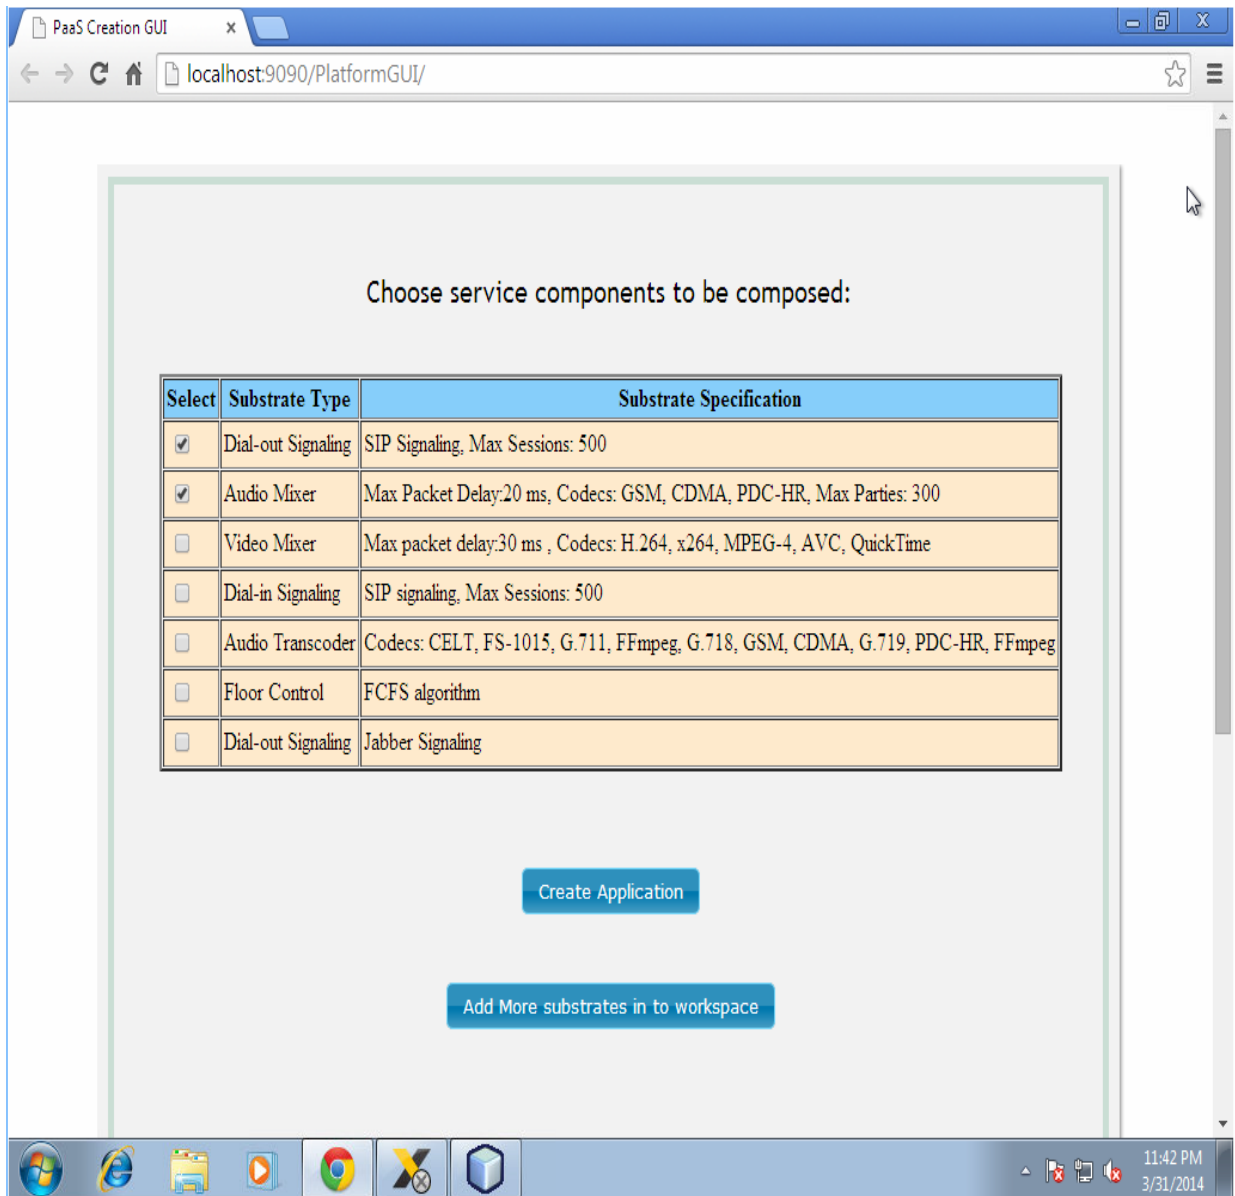 PaaS Creation GUI
localhost:9090/PlatformGUI/
Choose service components to be composed:
Select Substrate Type Substrate Specification
Dial-out Signaling SIP Signaling, Max Sessions: 500
Audio Mixer Max Packet Delay:20 ms, Codecs: GSM, CDMA, PDC-HR, Max Parties: 300
Video Mixer Max packet delay:30 ms , Codecs: H.264, x264, MPEG-4, AVC, QuickTime
Dial-in Signaling SIP signaling, Max Sessions: 500
Audio Transcoder Codecs: CELT, FS-1015, G.711, FFmpeg, G.718, GSM, CDMA, G.719, PDC-HR, FFmpeg
Floor Control FCFS algorithm
Dial-out Signaling Jabber Signaling
Create Application
Add More substrates in to workspace
11:42 PM
3/31/2014